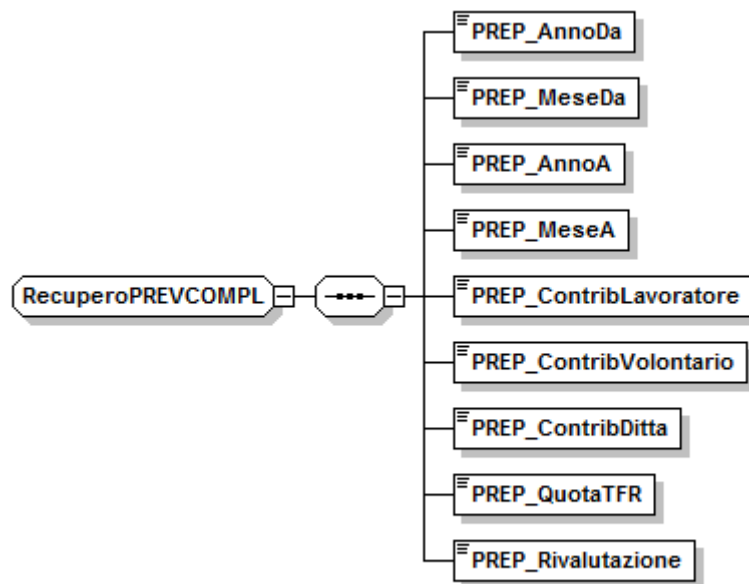 PREP_AnnoDa
PREP_MeseDa
PREP_AnnoA
PREP_MeseA
RecuperoPREVCOMPL
PREP_ContribLavoratore
PREP_ContribVolontario
PREP_ContribDitta
PREP_QuotaTFR
PREP_Rivalutazione